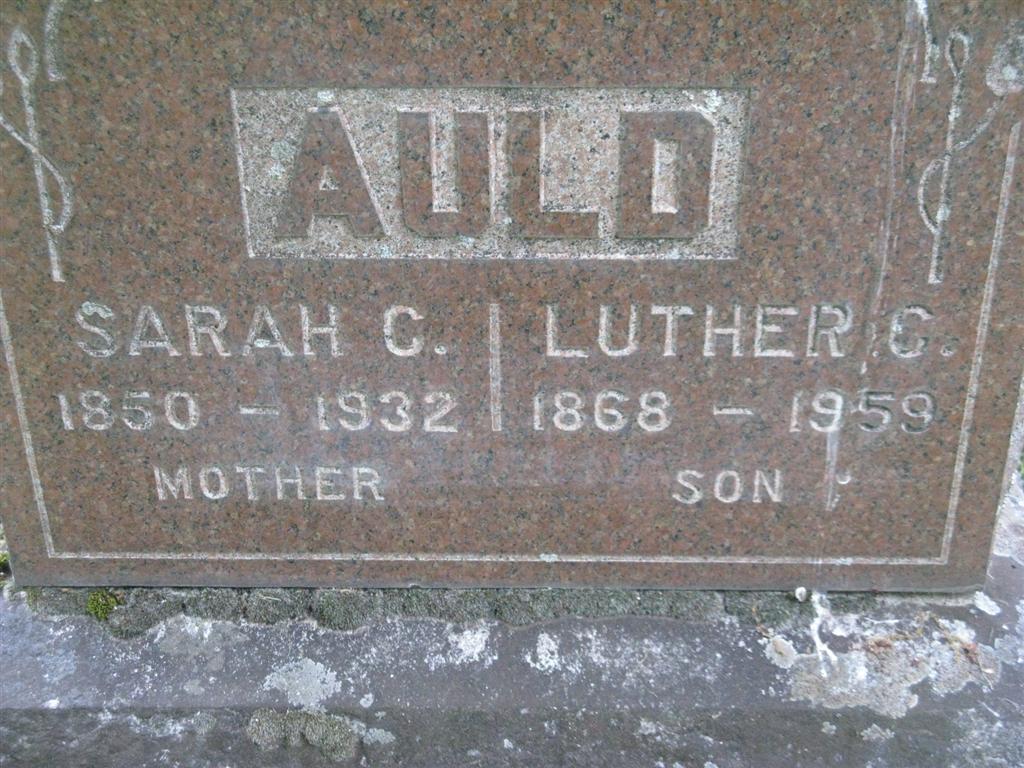 AULD
SARAH C. | LUTHER C.
1850 – 1932 | 1868 – 1959
MOTHER SON